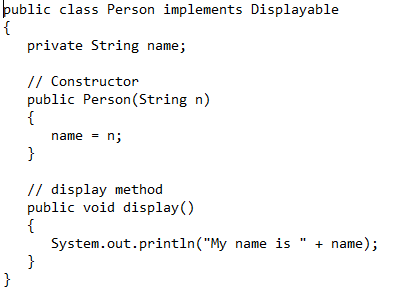 public class Person implements Displayable
{
   private String name;

   // Constructor
   public Person(String n)
   {
      name = n;
   }

   // display method
   public void display()
   {
      System.out.println("My name is " + name);
   }
}